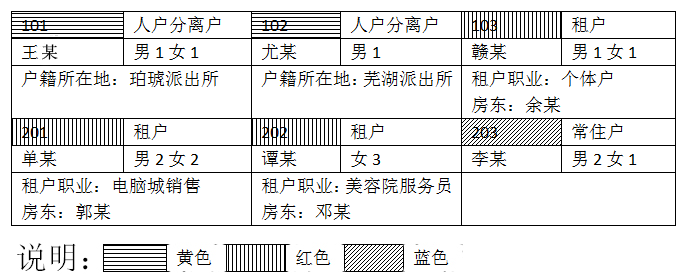 101 人户分离户 102 人户分离户 103 租户
王某 男1女1 尤某 男1 赣某 男1女1
户籍所在地：珀琥派出所 户籍所在地：芜湖派出所 租户职业：个体户
房东：余某
201 租户 202 租户 203 常住户
单某 男2女2 谭某 女3 李某 男2女1
租户职业：电脑城销售 租户职业：美容院服务员
房东：郭某 房东：邓某
说明： 黄色 红色 蓝色